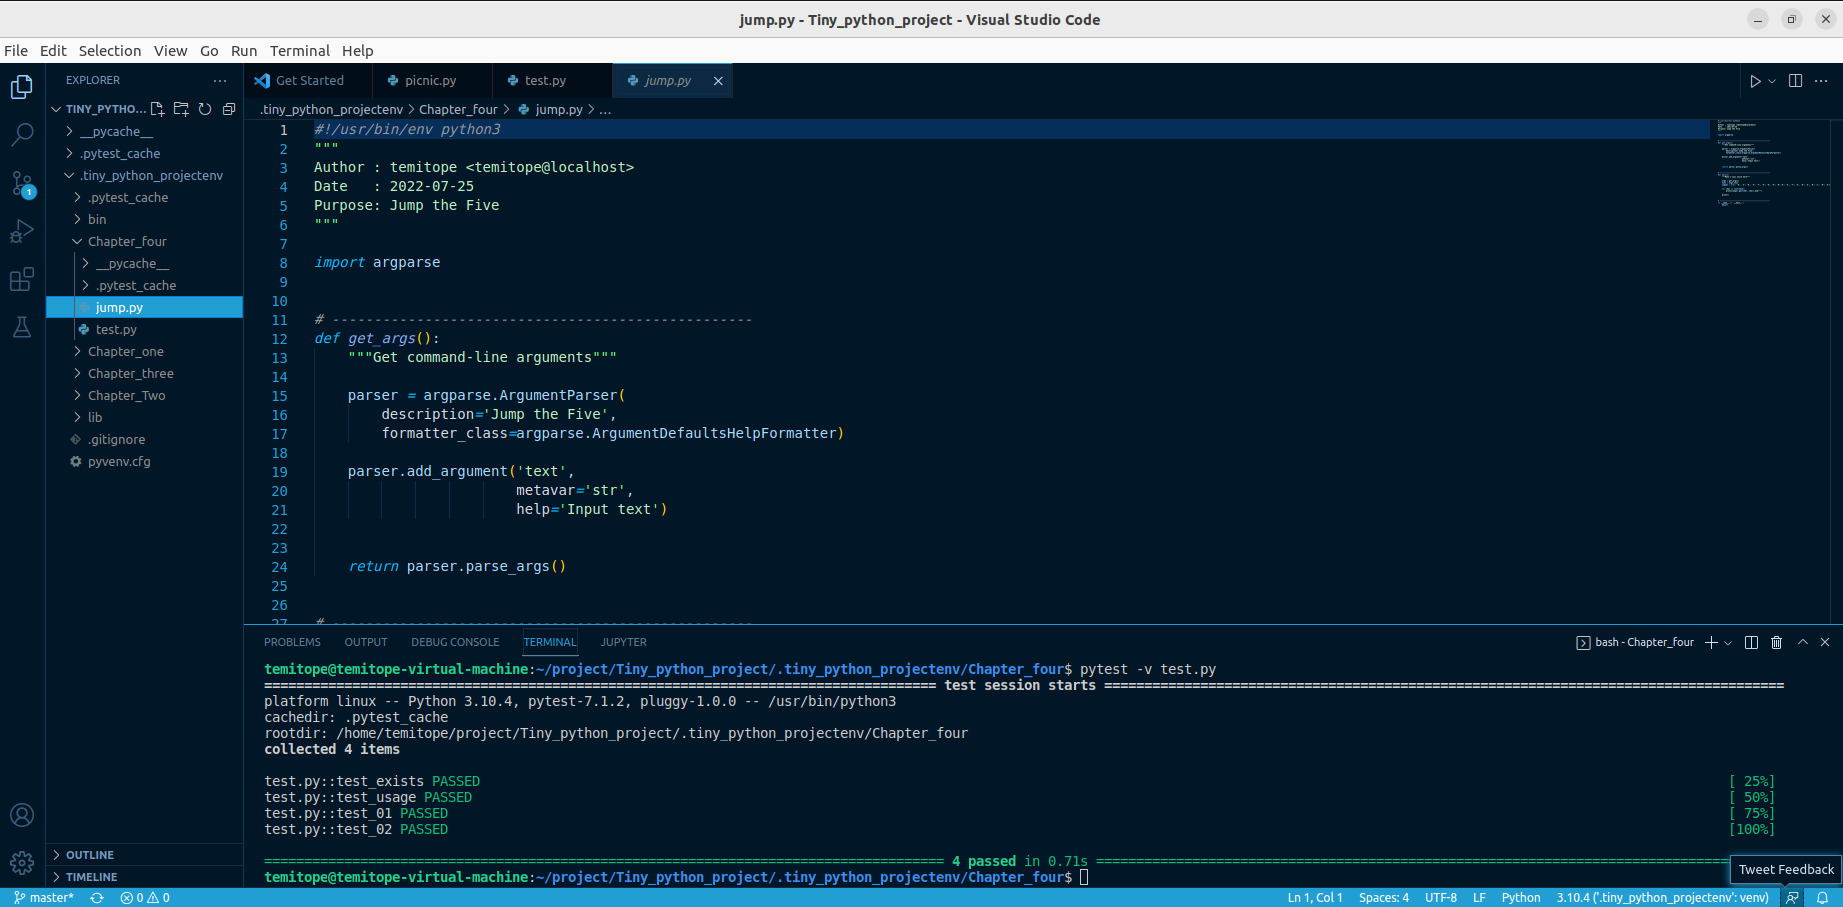 jump.py - Tiny_python_project - Visual Studio Code
File Edit Selection View Go Run Terminal Help
EXPLORER
TINY_PYTHO...
__pycache__
.pytest_cache
.tiny_python_projectenv
.pytest_cache
bin
Chapter_four
__pycache__
.pytest_cache
jump.py
test.py
Chapter_one
Chapter_three
Chapter_Two
lib
.gitignore
pyvenv.cfg
OUTLINE
TIMELINE
Get Started picnic.py test.py jump.py
.tiny_python_projectenv > Chapter_four > jump.py > ...
1 #!/usr/bin/env python3
2 """
3 Author : temitope <temitope@localhost>
4 Date   : 2022-07-25
5 Purpose: Jump the Five
6 """
7
8 import argparse
9
10
11 # --------------------------------------------------
12 def get_args():
13     """Get command-line arguments"""
14
15     parser = argparse.ArgumentParser(
16         description='Jump the Five',
17         formatter_class=argparse.ArgumentDefaultsHelpFormatter)
18
19     parser.add_argument('text',
20                         metavar='str',
21                         help='Input text')
22
23
24     return parser.parse_args()
25
26
27 # --------------------------------------------------
PROBLEMS OUTPUT DEBUG CONSOLE TERMINAL JUPYTER
bash - Chapter_four
temitope@temitope-virtual-machine:~/project/Tiny_python_project/.tiny_python_projectenv/Chapter_four$ pytest -v test.py
==================== test session starts ====================
platform linux -- Python 3.10.4, pytest-7.1.2, pluggy-1.0.0 -- /usr/bin/python3
cachedir: .pytest_cache
rootdir: /home/temitope/project/Tiny_python_project/.tiny_python_projectenv/Chapter_four
collected 4 items
test.py::test_exists PASSED [ 25%]
test.py::test_usage PASSED [ 50%]
test.py::test_01 PASSED [ 75%]
test.py::test_02 PASSED [100%]
==================== 4 passed in 0.71s ====================
temitope@temitope-virtual-machine:~/project/Tiny_python_project/.tiny_python_projectenv/Chapter_four$
Tweet Feedback
1
master* 0 0 Ln 1, Col 1 Spaces: 4 UTF-8 LF Python 3.10.4 ('.tiny_python_projectenv': venv)